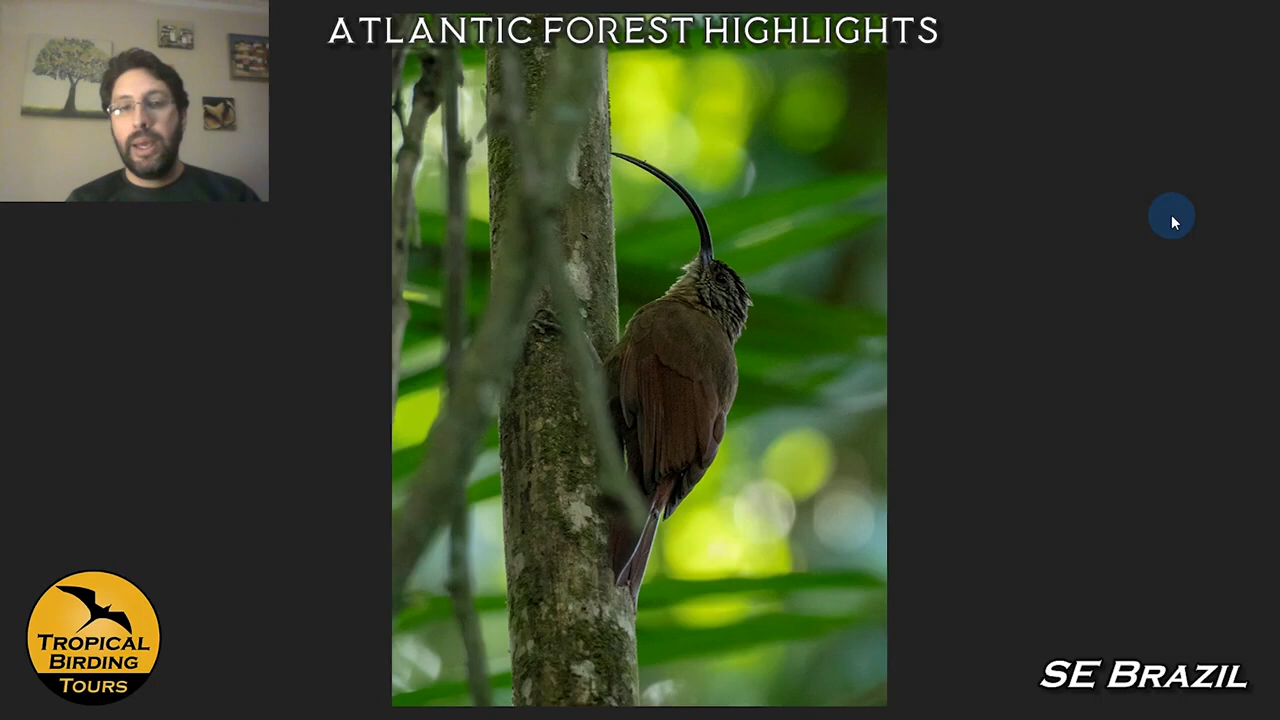 ATLANTIC FOREST HIGHLIGHTS
TROPICAL
BIRDING
TOURS
SE BRAZIL